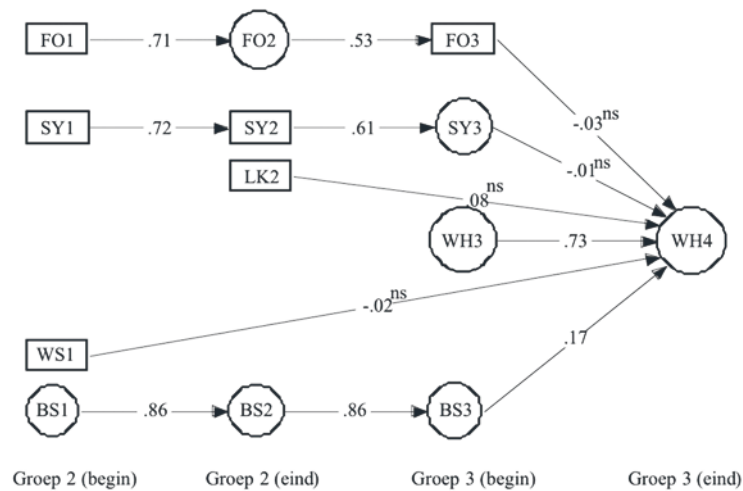 FO1 .71 FO2 .53 FO3
-.03ns
SY1 .72 SY2 .61 SY3
-.01ns
LK2
.08ns
WH3 .73 WH4
-.02ns
WS1
.17
BS1 .86 BS2 .86 BS3
Groep 2 (begin) Groep 2 (eind) Groep 3 (begin) Groep 3 (eind)